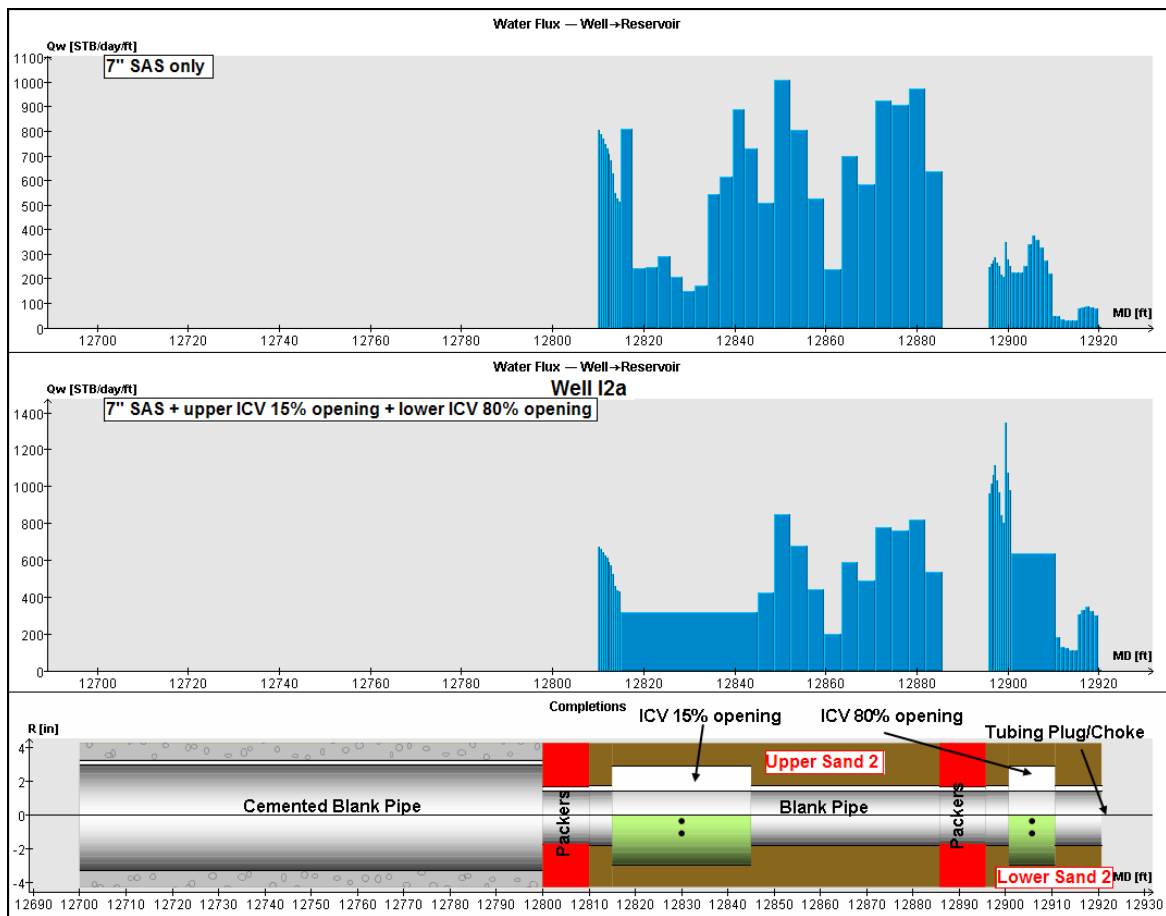 Water Flux — Well→Reservoir
Qw [STB/day/ft]
7" SAS only
1100
1000
900
800
700
600
500
400
300
200
100
0
MD [ft]
12700 12720 12740 12760 12780 12800 12820 12840 12860 12880 12900 12920
Water Flux — Well→Reservoir
Well I2a
Qw [STB/day/ft]
7" SAS + upper ICV 15% opening + lower ICV 80% opening
1400
1200
1000
800
600
400
200
0
MD [ft]
12700 12720 12740 12760 12780 12800 12820 12840 12860 12880 12900 12920
Completions
ICV 15% opening
ICV 80% opening
Tubing Plug/Choke
R [in]
4
2
0
-2
-4
Upper Sand 2
Cemented Blank Pipe
Packers
Blank Pipe
Packers
Lower Sand 2
MD [ft]
12690 12700 12710 12720 12730 12740 12750 12760 12770 12780 12790 12800 12810 12820 12830 12840 12850 12860 12870 12880 12890 12900 12910 12920 12930